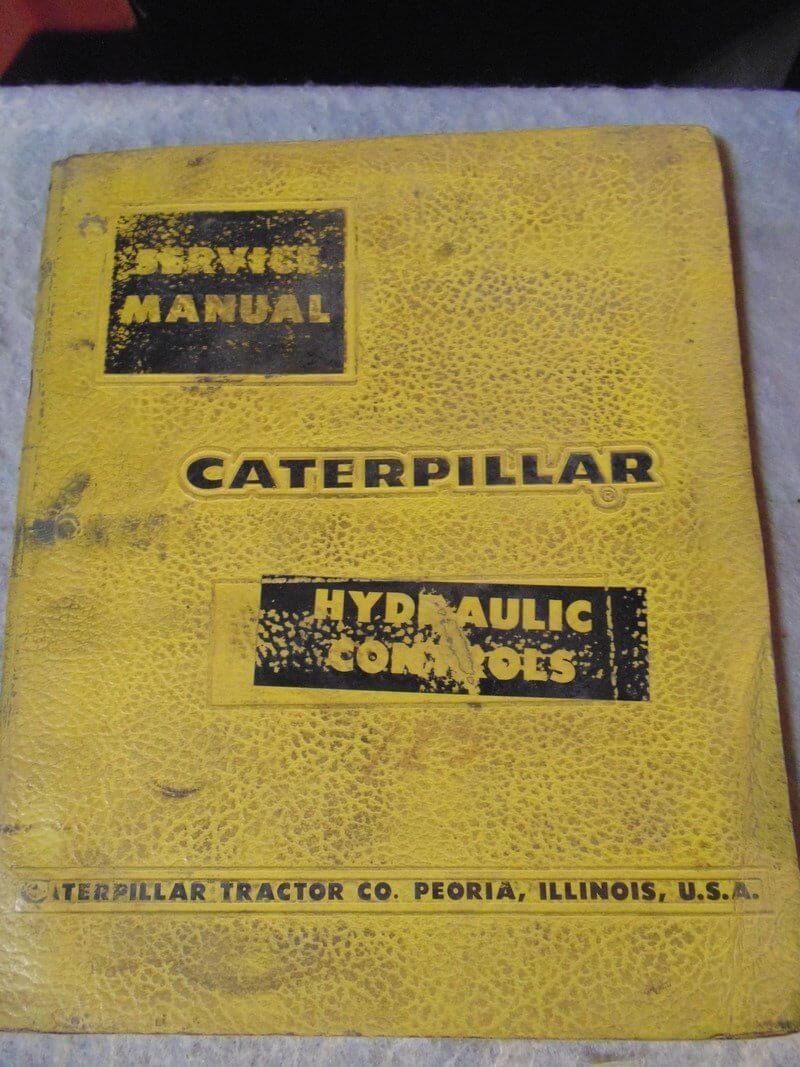 SERVICE
MANUAL
CATERPILLAR®
HYDRAULIC
CONTROLS
CATERPILLAR TRACTOR CO. PEORIA, ILLINOIS, U.S.A.